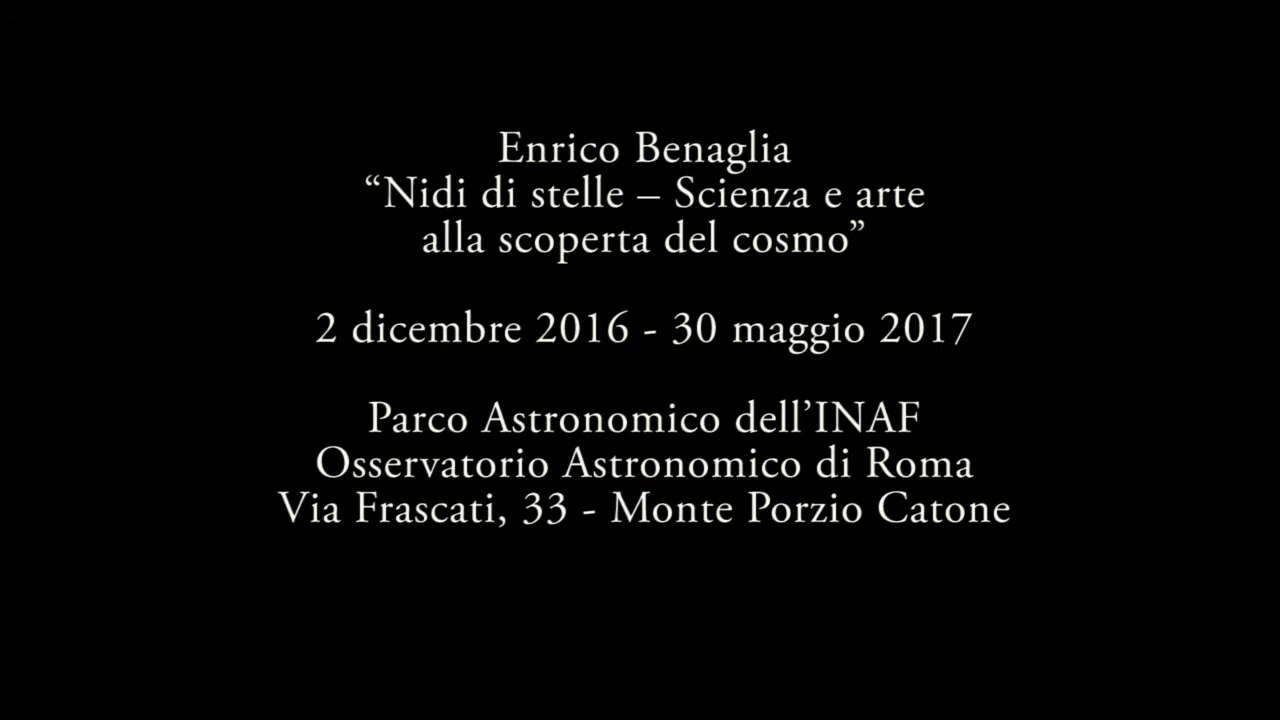 Enrico Benaglia
“Nidi di stelle – Scienza e arte
alla scoperta del cosmo”
2 dicembre 2016 - 30 maggio 2017
Parco Astronomico dell’INAF
Osservatorio Astronomico di Roma
Via Frascati, 33 - Monte Porzio Catone